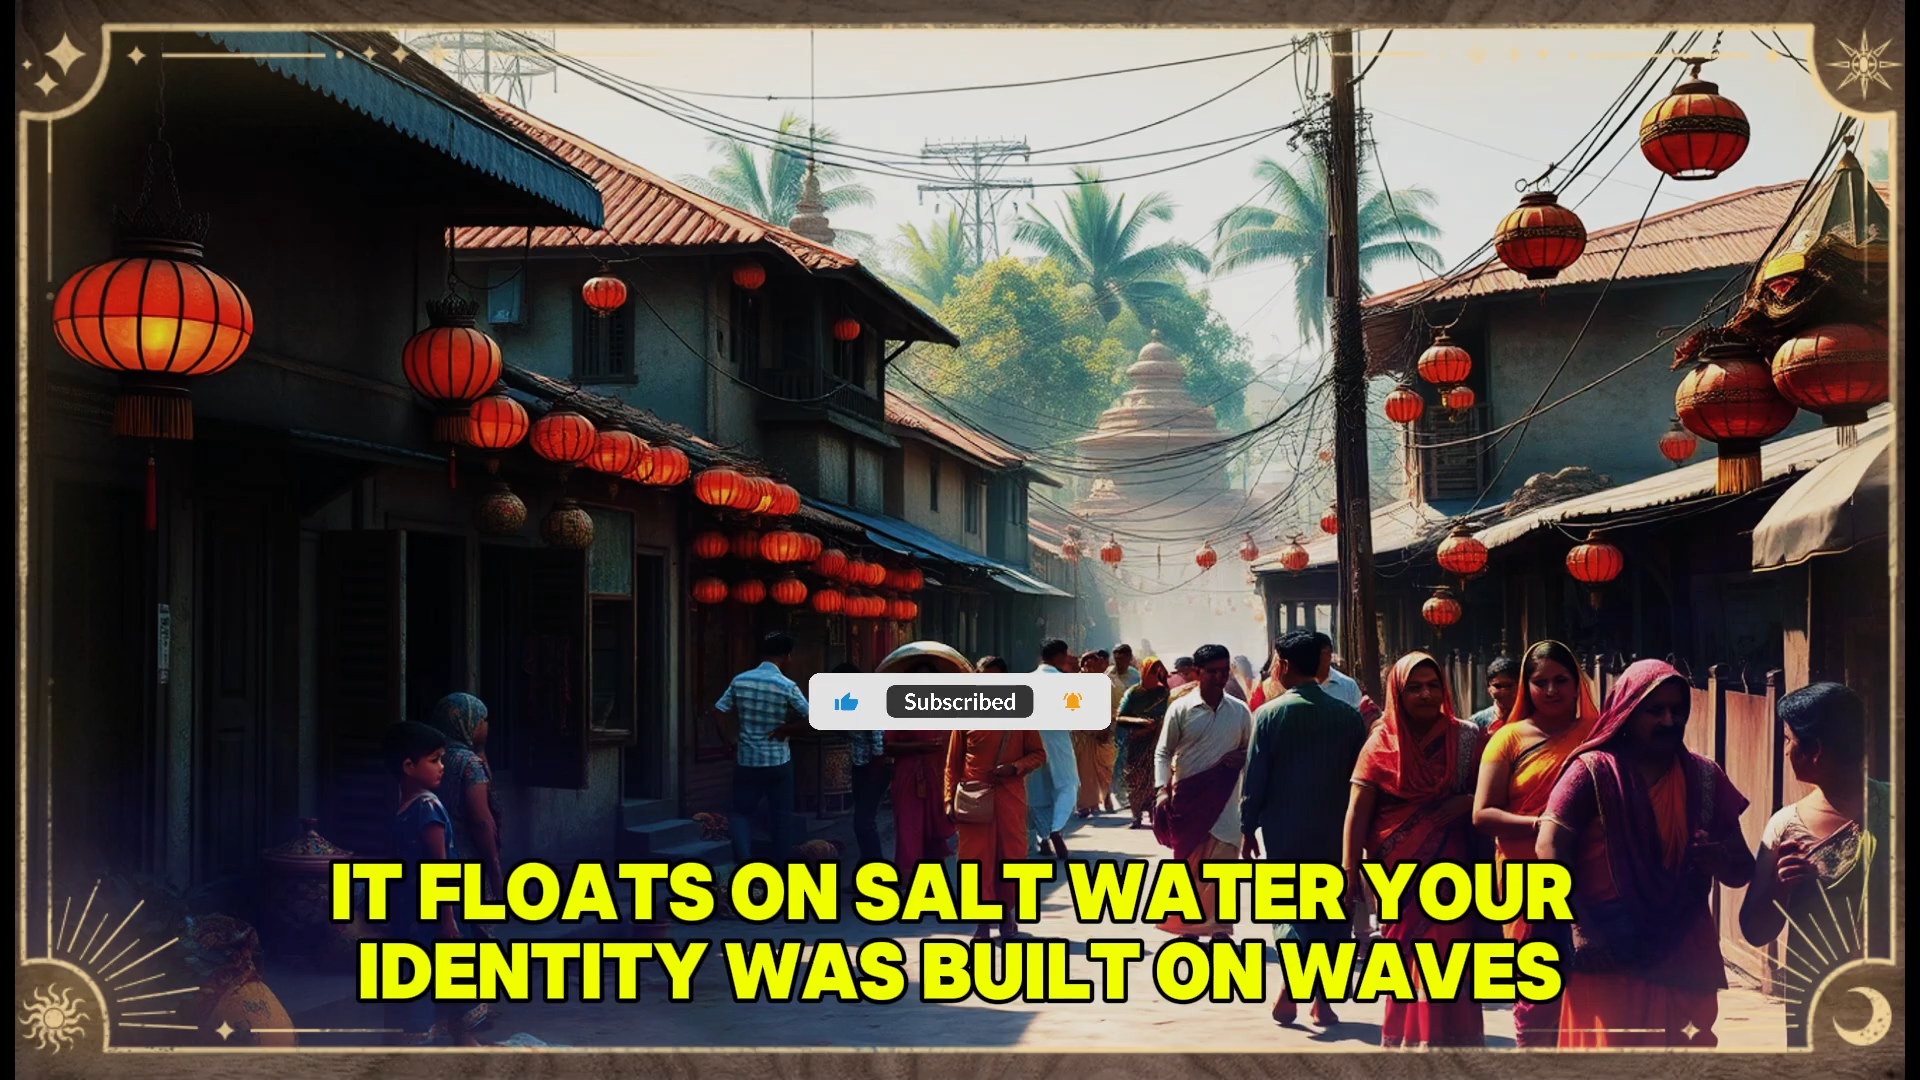 Subscribed
IT FLOATS ON SALT WATER YOUR
IDENTITY WAS BUILT ON WAVES